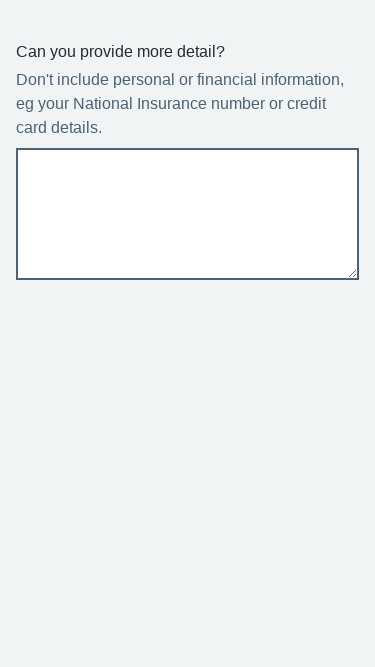 Can you provide more detail?
Don't include personal or financial information,
eg your National Insurance number or credit
card details.